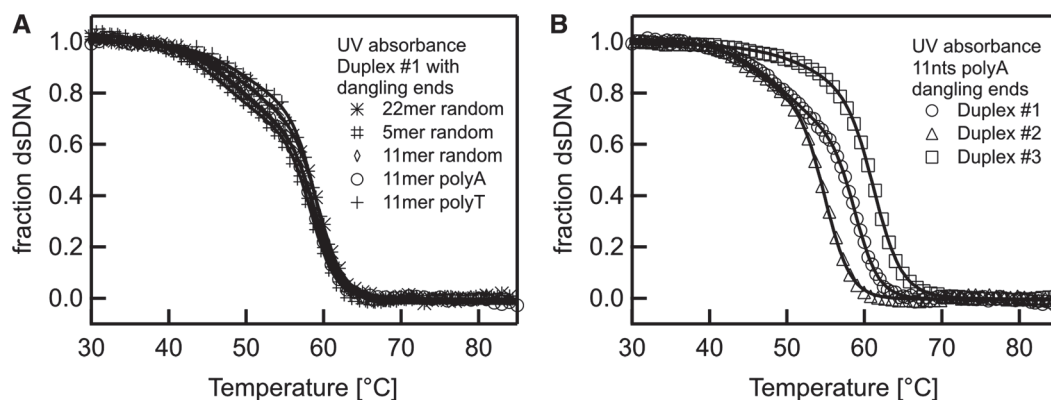 A
UV absorbance
Duplex #1 with
dangling ends
22mer random
5mer random
11mer random
11mer polyA
11mer polyT
fraction dsDNA
1.0
0.8
0.6
0.4
0.2
0.0
30 40 50 60 70 80
Temperature [°C]
B
UV absorbance
11nts polyA
dangling ends
Duplex #1
Duplex #2
Duplex #3
fraction dsDNA
1.0
0.8
0.6
0.4
0.2
0.0
30 40 50 60 70 80
Temperature [°C]